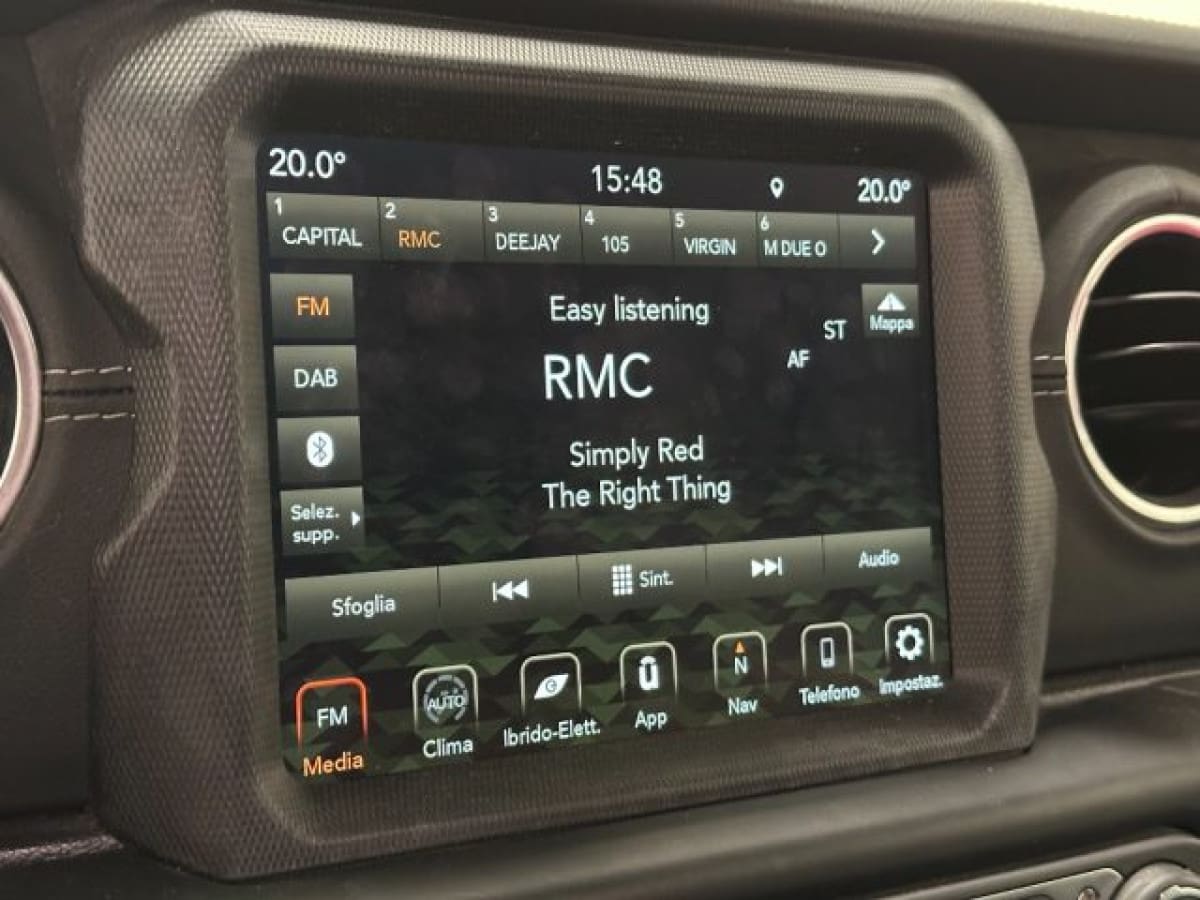 20.0° 15:48 20.0°
1 CAPITAL 2 RMC 3 DEEJAY 4 105 5 VIRGIN 6 M DUE O
FM
Easy listening
Mappa
ST
AF
RMC
DAB
Simply Red
The Right Thing
Selez.
supp.
Sfoglia Sint. Audio
FM AUTO N
Media Clima Ibrido-Elett. App Nav Telefono Impostaz.